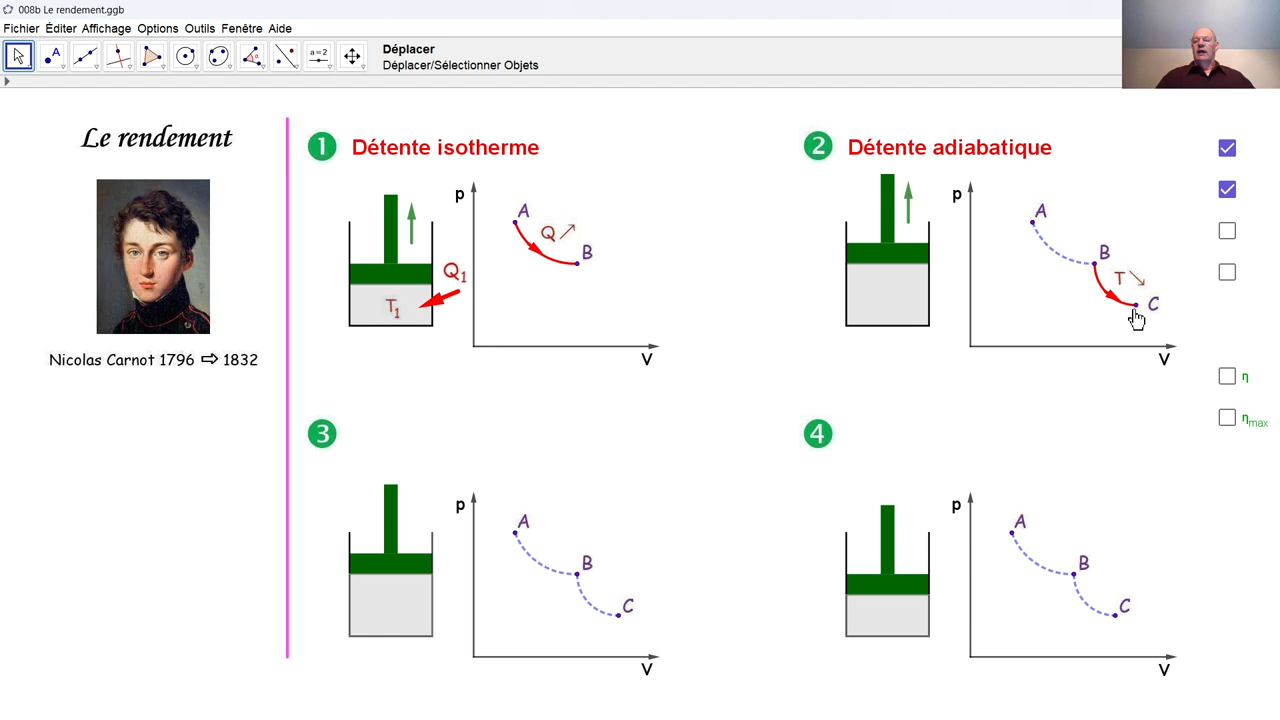 008b Le rendement.ggb
Fichier Éditer Affichage Options Outils Fenêtre Aide
A
a=2
Déplacer
Déplacer/Sélectionner Objets
Le rendement
Nicolas Carnot 1796 ⇨ 1832
1 Détente isotherme
p
A
Q ↗
B
Q1
T1
V
2 Détente adiabatique
p
A
B
T ↘
C
V
η
ηmax
3
p
A
B
C
V
4
p
A
B
C
V